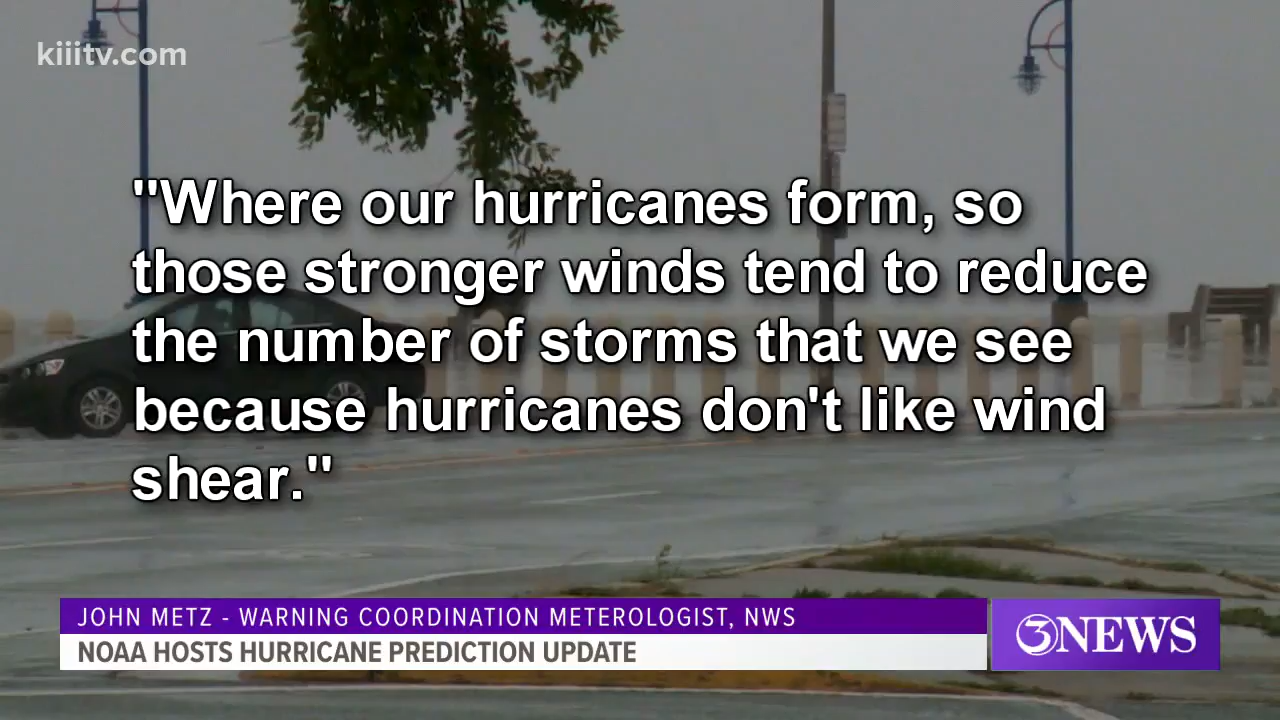 kiiitv.com
"Where our hurricanes form, so
those stronger winds tend to reduce
the number of storms that we see
because hurricanes don't like wind
shear."
JOHN METZ - WARNING COORDINATION METEROLOGIST, NWS
NOAA HOSTS HURRICANE PREDICTION UPDATE
3NEWS